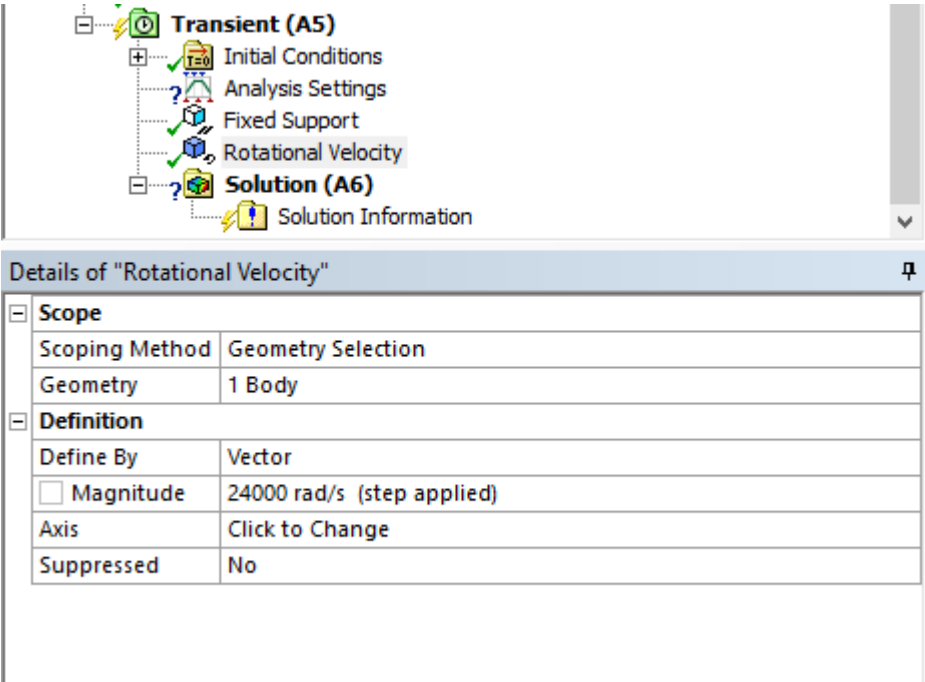 Transient (A5)
T=0 Initial Conditions
? Analysis Settings
Fixed Support
Rotational Velocity
? Solution (A6)
Solution Information
Details of "Rotational Velocity"
Scope
Scoping Method Geometry Selection
Geometry 1 Body
Definition
Define By Vector
Magnitude 24000 rad/s (step applied)
Axis Click to Change
Suppressed No